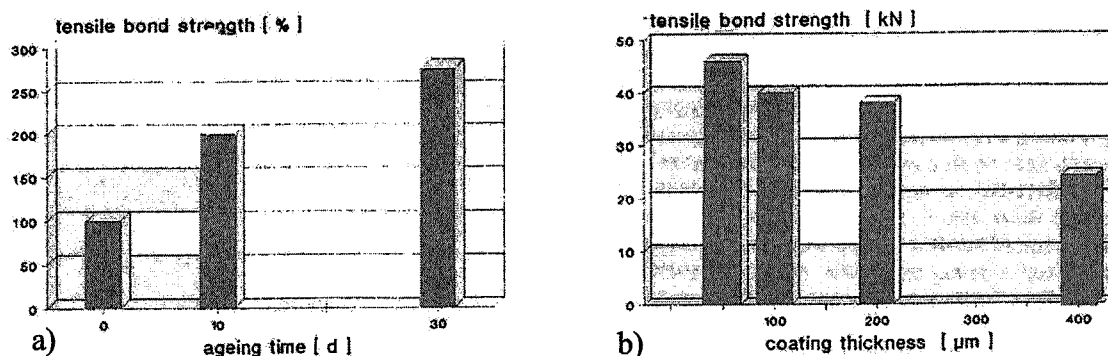 tensile bond strength [ % ]
300
250
200
150
100
50
0
0 10 30
ageing time [ d ]
a)
tensile bond strength [ kN ]
50
40
30
20
10
0
100 200 400
coating thickness [ µm ]
b)